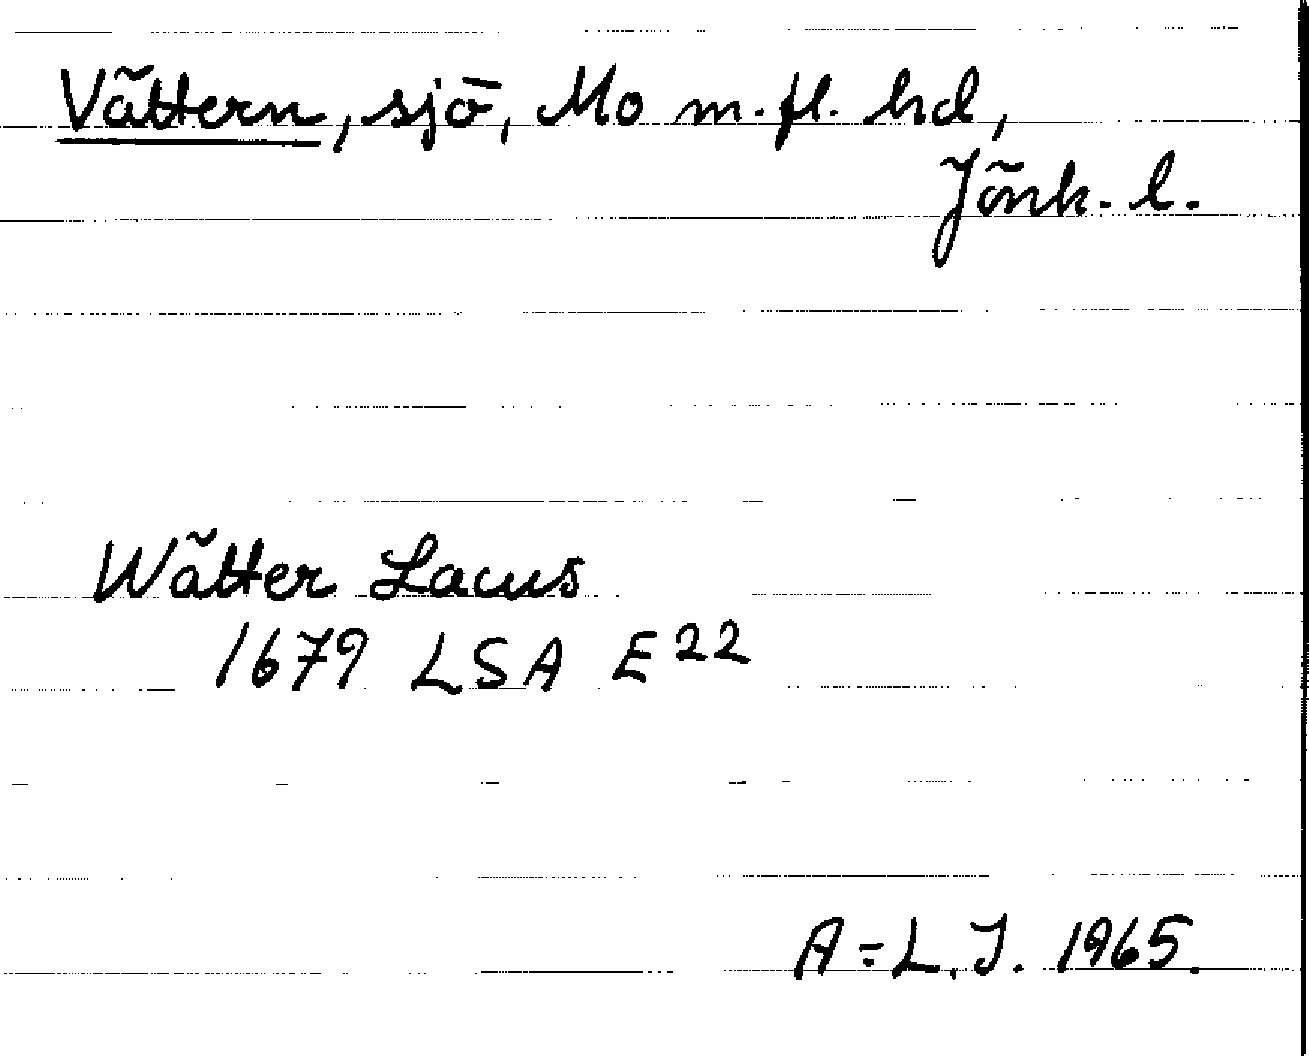 Vättern, sjö, Mo m.fl. hd,
Jönk. l.
Wätter Lacus
1679 LSA E22
A=L.J. 1965.